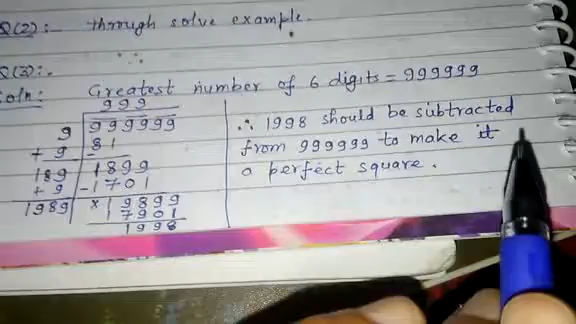 Q(2):- through solve example.
Q(3):-
Soln: Greatest number of 6 digits = 999999
999
9 999999
+ 9 81
189 1899
+ 9 -1701
1989 x19899
17901
1998
∴ 1998 should be subtracted
from 999999 to make it
a perfect square.